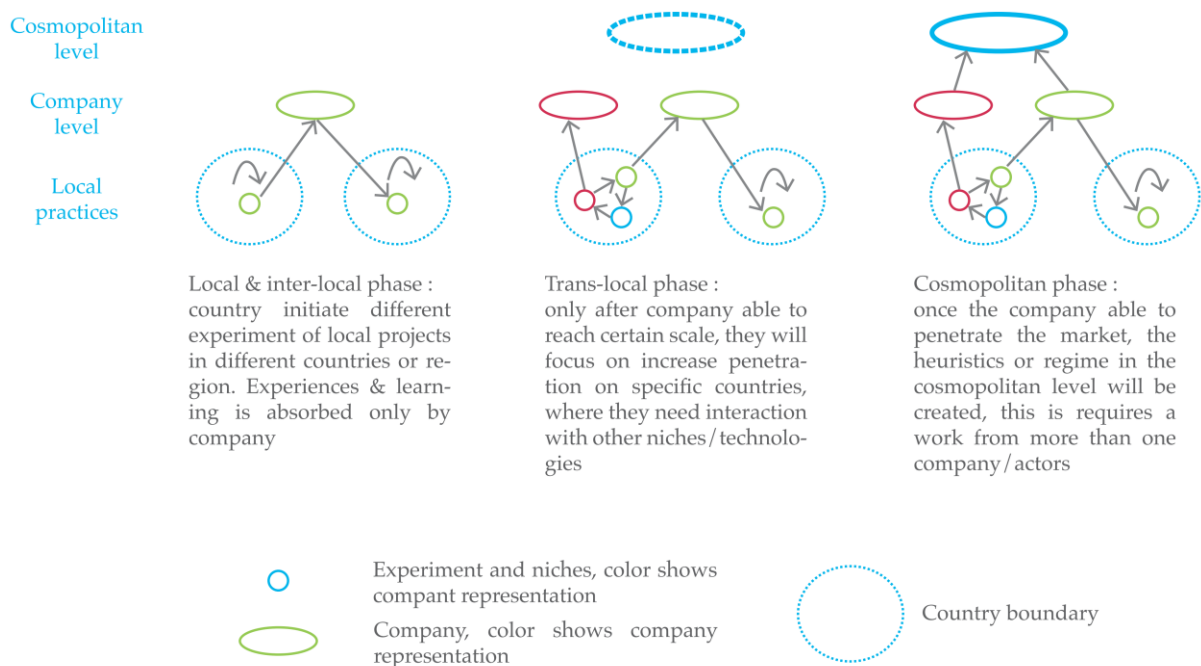 Cosmopolitan
level
Company
level
Local
practices
Local & inter-local phase :
country initiate different
experiment of local projects
in different countries or re-
gion. Experiences & learn-
ing is absorbed only by
company
Trans-local phase :
only after company able to
reach certain scale, they will
focus on increase penetra-
tion on specific countries,
where they need interaction
with other niches/technolo-
gies
Cosmopolitan phase :
once the company able to
penetrate the market, the
heuristics or regime in the
cosmopolitan level will be
created, this is requires a
work from more than one
company/actors
Experiment and niches, color shows
compant representation
Company, color shows company
representation
Country boundary